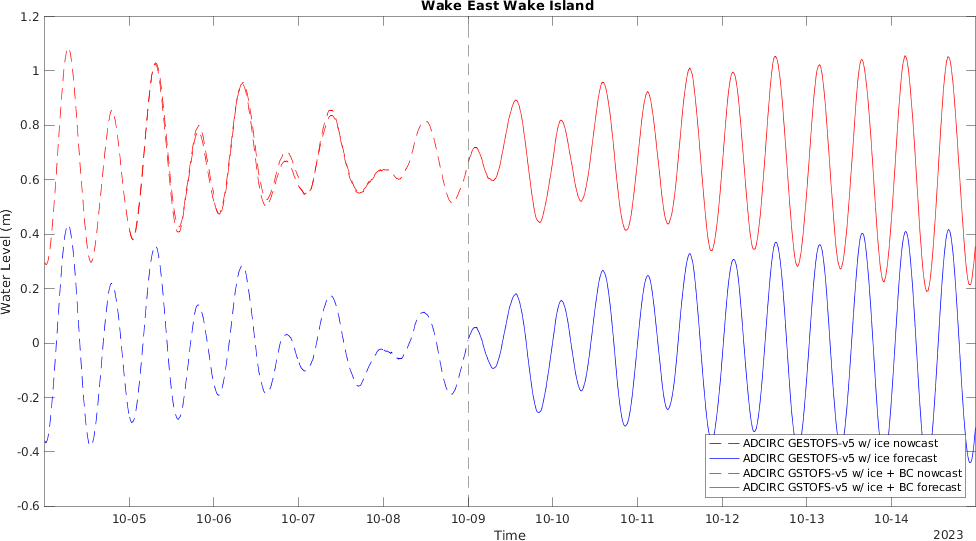 Wake East Wake Island
1.2
1
0.8
0.6
0.4
0.2
0
-0.2
-0.4
-0.6
Water Level (m)
ADCIRC GESTOFS-v5 w/ ice nowcast
ADCIRC GESTOFS-v5 w/ ice forecast
ADCIRC GSTOFS-v5 w/ ice + BC nowcast
ADCIRC GSTOFS-v5 w/ ice + BC forecast
10-05 10-06 10-07 10-08 10-09 10-10 10-11 10-12 10-13 10-14
Time
2023